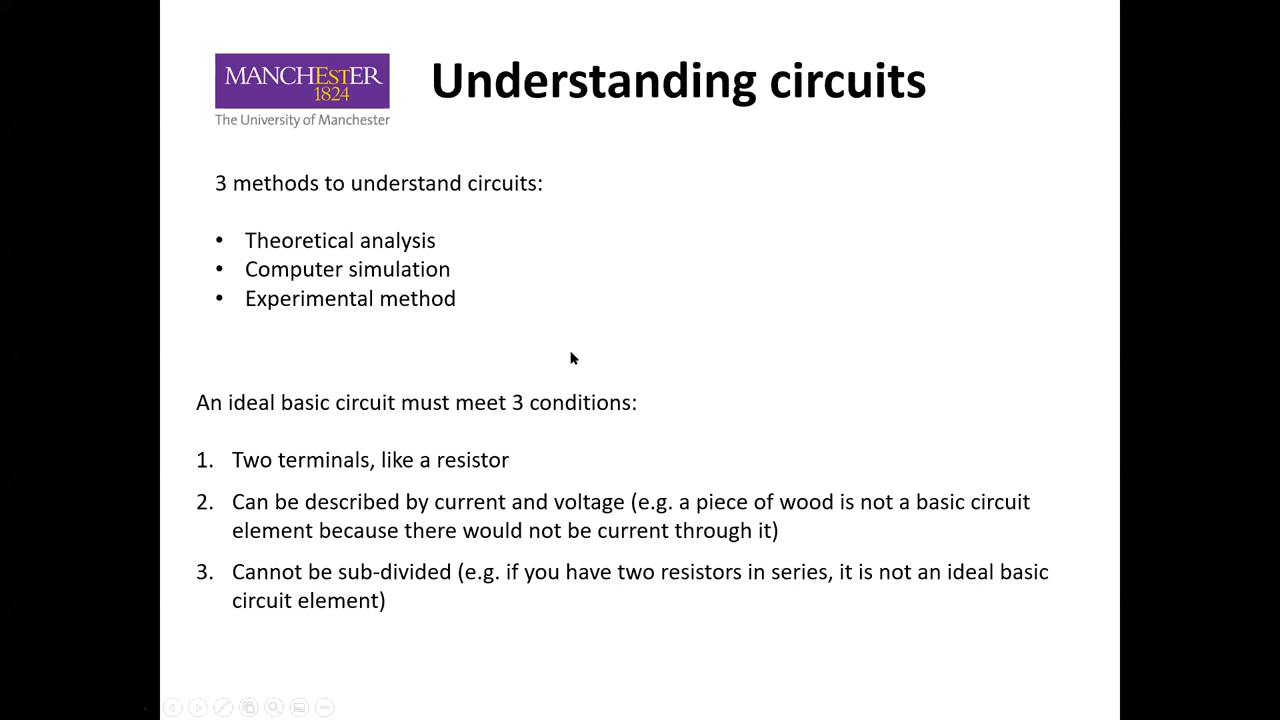 MANCHESTER
1824
The University of Manchester
Understanding circuits
3 methods to understand circuits:
• Theoretical analysis
• Computer simulation
• Experimental method
An ideal basic circuit must meet 3 conditions:
1. Two terminals, like a resistor
2. Can be described by current and voltage (e.g. a piece of wood is not a basic circuit
element because there would not be current through it)
3. Cannot be sub-divided (e.g. if you have two resistors in series, it is not an ideal basic
circuit element)